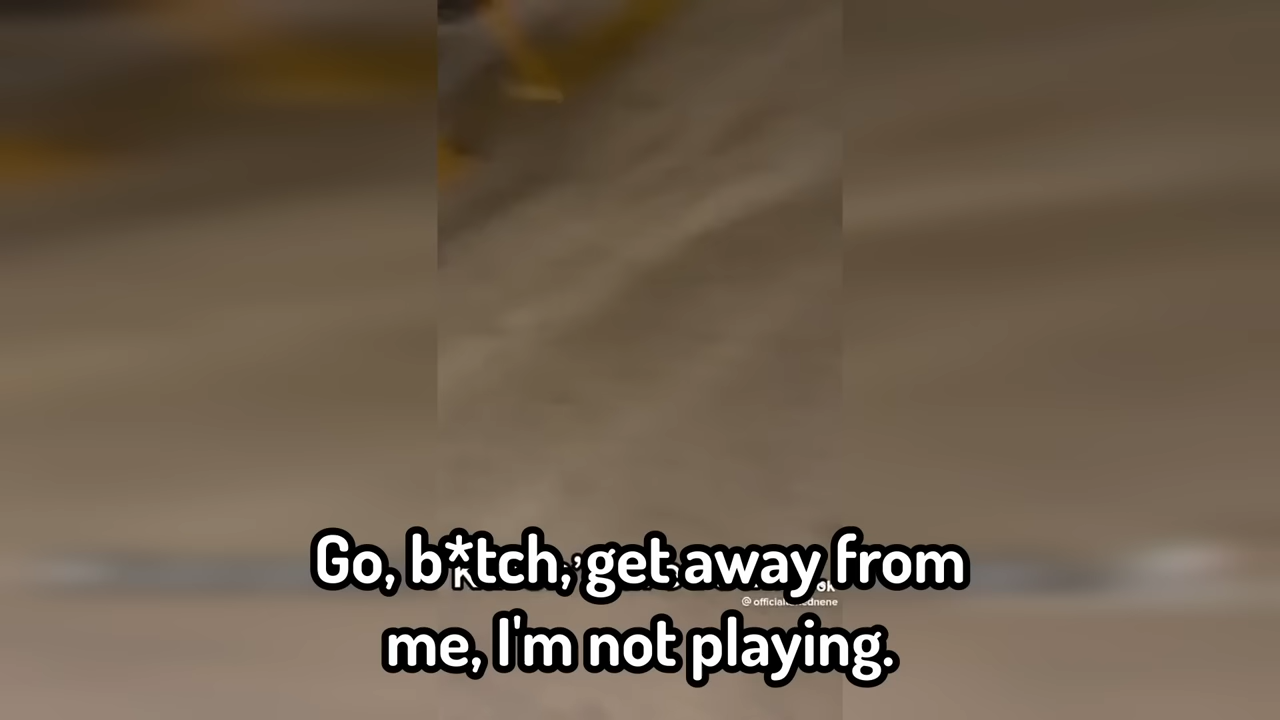 Go, b*tch, get away from
me, I'm not playing.